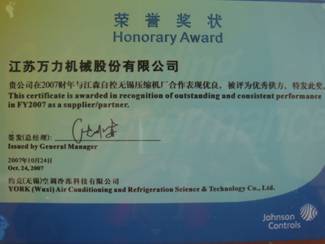 荣誉奖状
Honorary Award
江苏万力机械股份有限公司
贵公司在2007财年与江森自控无锡压缩机厂合作表现优良，被评为优秀供方，特发此奖。
This certificate is awarded in recognition of outstanding and consistent performance
in FY2007 as a supplier/partner.
签发(总经理):
Issued by General Manager
2007年10月24日
Oct. 24, 2007
约克(无锡)空调冷冻科技有限公司
YORK (Wuxi) Air Conditioning and Refrigeration Science & Technology Co., Ltd.
Johnson
Controls